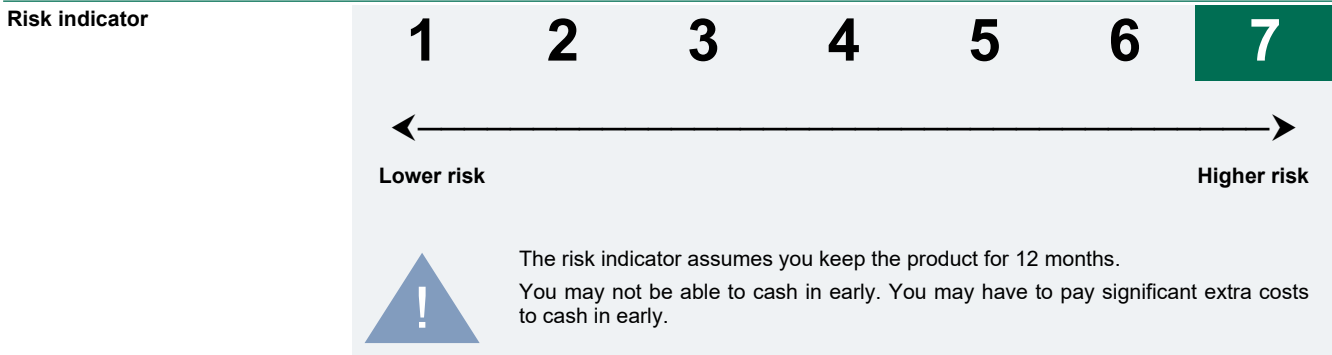 Risk indicator
1 2 3 4 5 6 7
Lower risk
Higher risk
!
The risk indicator assumes you keep the product for 12 months.
You may not be able to cash in early. You may have to pay significant extra costs
to cash in early.